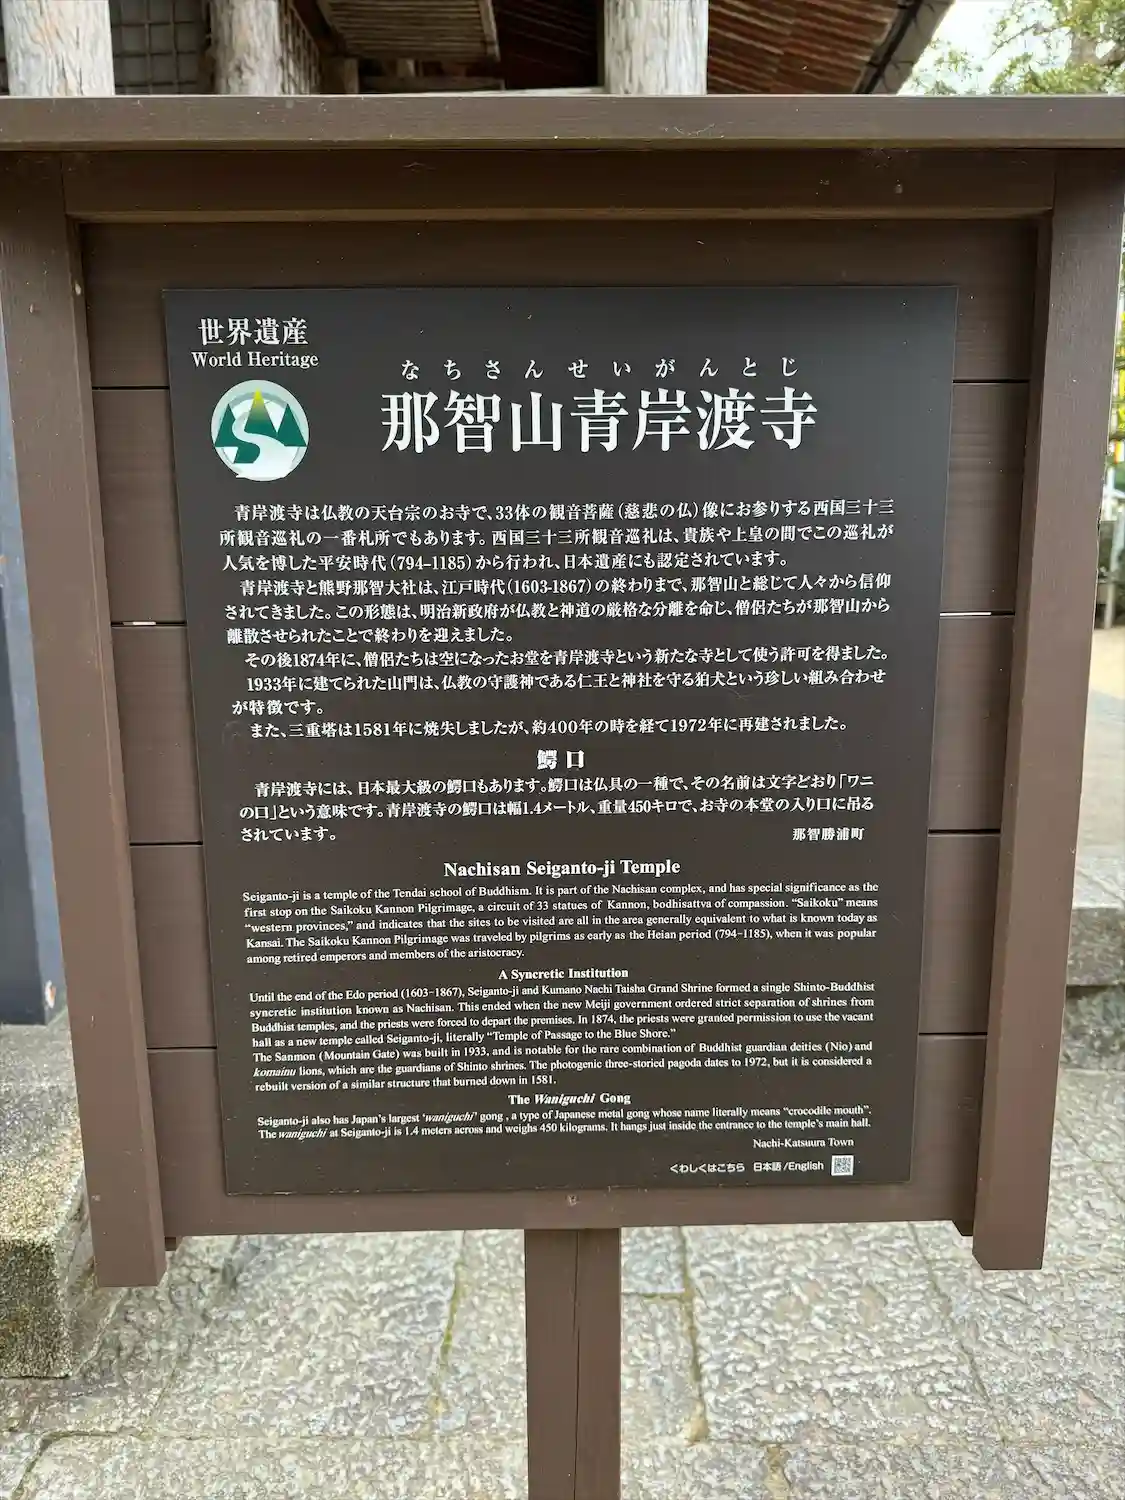 世界遺産
World Heritage
なちさんせいがんとじ
那智山青岸渡寺
青岸渡寺は仏教の天台宗のお寺で、33体の観音菩薩（慈悲の仏）像にお参りする西国三十三
所観音巡礼の一番札所でもあります。西国三十三所観音巡礼は、貴族や上皇の間でこの巡礼が
人気を博した平安時代（794–1185）から行われ、日本遺産にも認定されています。
青岸渡寺と熊野那智大社は、江戸時代（1603-1867）の終わりまで、那智山と総じて人々から信仰
されてきました。この形態は、明治新政府が仏教と神道の厳格な分離を命じ、僧侶たちが那智山から
離散させられたことで終わりを迎えました。
その後1874年に、僧侶たちは空になったお堂を青岸渡寺という新たな寺として使う許可を得ました。
1933年に建てられた山門は、仏教の守護神である仁王と神社を守る狛犬という珍しい組み合わせ
が特徴です。
また、三重塔は1581年に焼失しましたが、約400年の時を経て1972年に再建されました。
鰐口
青岸渡寺には、日本最大級の鰐口もあります。鰐口は仏具の一種で、その名前は文字どおり「ワニ
の口」という意味です。青岸渡寺の鰐口は幅1.4メートル、重量450キロで、お寺の本堂の入り口に吊る
されています。
那智勝浦町
Nachisan Seiganto-ji Temple
Seiganto-ji is a temple of the Tendai school of Buddhism. It is part of the Nachisan complex, and has special significance as the
first stop on the Saikoku Kannon Pilgrimage, a circuit of 33 statues of Kannon, bodhisattva of compassion. “Saikoku” means
“western provinces,” and indicates that the sites to be visited are all in the area generally equivalent to what is known today as
Kansai. The Saikoku Kannon Pilgrimage was traveled by pilgrims as early as the Heian period (794-1185), when it was popular
among retired emperors and members of the aristocracy.
A Syncretic Institution
Until the end of the Edo period (1603-1867), Seiganto-ji and Kumano Nachi Taisha Grand Shrine formed a single Shinto-Buddhist
syncretic institution known as Nachisan. This ended when the new Meiji government ordered strict separation of shrines from
Buddhist temples, and the priests were forced to depart the premises. In 1874, the priests were granted permission to use the vacant
hall as a new temple called Seiganto-ji, literally “Temple of Passage to the Blue Shore.”
The Sanmon (Mountain Gate) was built in 1933, and is notable for the rare combination of Buddhist guardian deities (Nio) and
komainu lions, which are the guardians of Shinto shrines. The photogenic three-storied pagoda dates to 1972, but it is considered a
rebuilt version of a similar structure that burned down in 1581.
The Waniguchi Gong
Seiganto-ji also has Japan’s largest ‘waniguchi’ gong , a type of Japanese metal gong whose name literally means “crocodile mouth”.
The waniguchi at Seiganto-ji is 1.4 meters across and weighs 450 kilograms. It hangs just inside the entrance to the temple’s main hall.
Nachi-Katsuura Town
くわしくはこちら 日本語/English